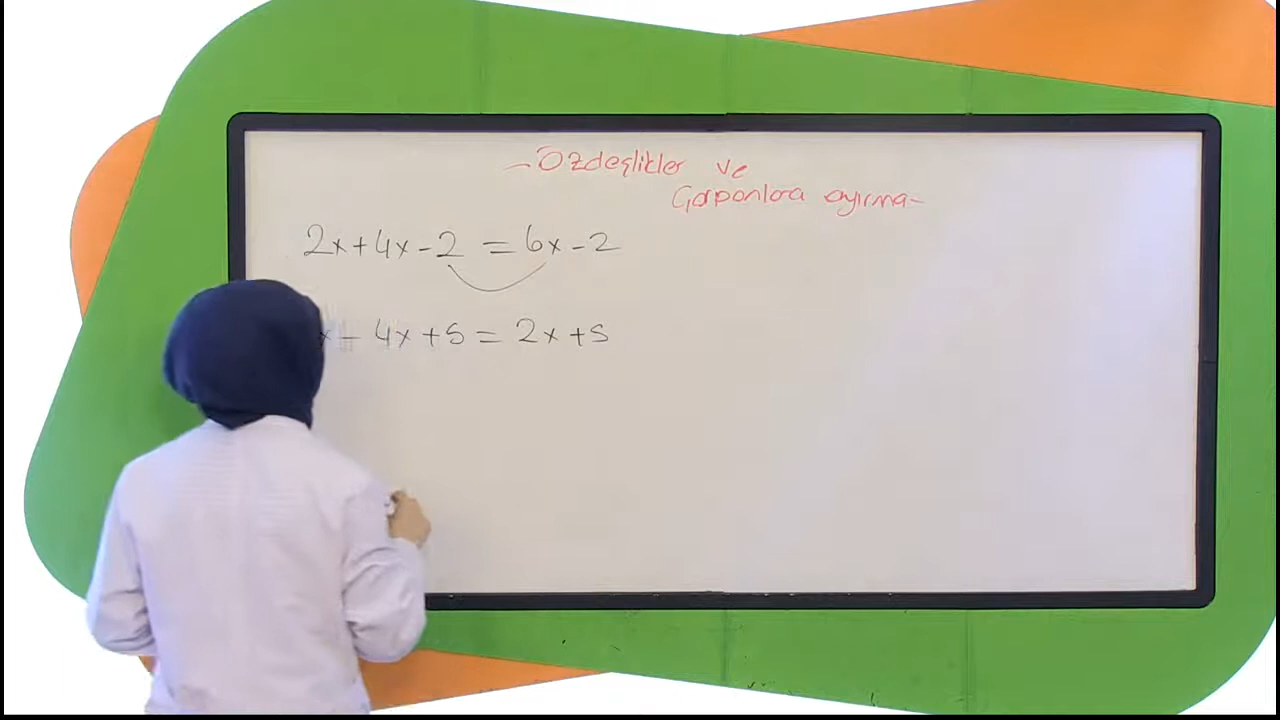 - Özdeşlikler ve
Çarpanlara ayırma -
2x+4x-2 = 6x-2
x - 4x+5 = 2x+5